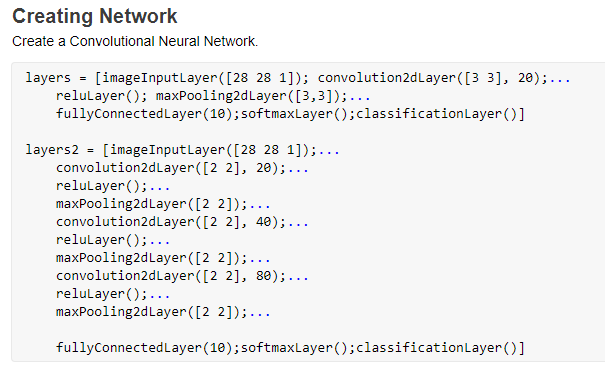 Creating Network
Create a Convolutional Neural Network.
layers = [imageInputLayer([28 28 1]); convolution2dLayer([3 3], 20);...
reluLayer(); maxPooling2dLayer([3,3]);...
fullyConnectedLayer(10);softmaxLayer();classificationLayer()]
layers2 = [imageInputLayer([28 28 1]);...
convolution2dLayer([2 2], 20);...
reluLayer();...
maxPooling2dLayer([2 2]);...
convolution2dLayer([2 2], 40);...
reluLayer();...
maxPooling2dLayer([2 2]);...
convolution2dLayer([2 2], 80);...
reluLayer();...
maxPooling2dLayer([2 2]);...
fullyConnectedLayer(10);softmaxLayer();classificationLayer()]